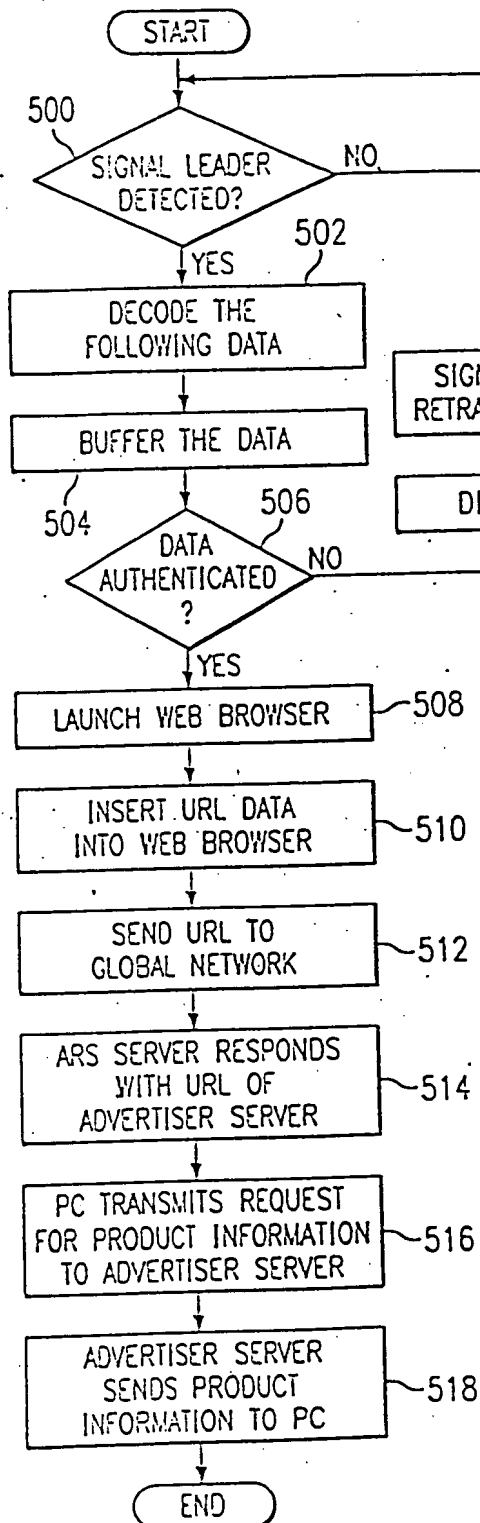 START
500
SIGNAL LEADER
DETECTED?
NO
YES
502
DECODE THE
FOLLOWING DATA
BUFFER THE DATA
504
506
DATA
AUTHENTICATED
?
NO
YES
LAUNCH WEB BROWSER
508
INSERT URL DATA
INTO WEB BROWSER
510
SEND URL TO
GLOBAL NETWORK
512
ARS SERVER RESPONDS
WITH URL OF
ADVERTISER SERVER
514
PC TRANSMITS REQUEST
FOR PRODUCT INFORMATION
TO ADVERTISER SERVER
516
ADVERTISER SERVER
SENDS PRODUCT
INFORMATION TO PC
518
END